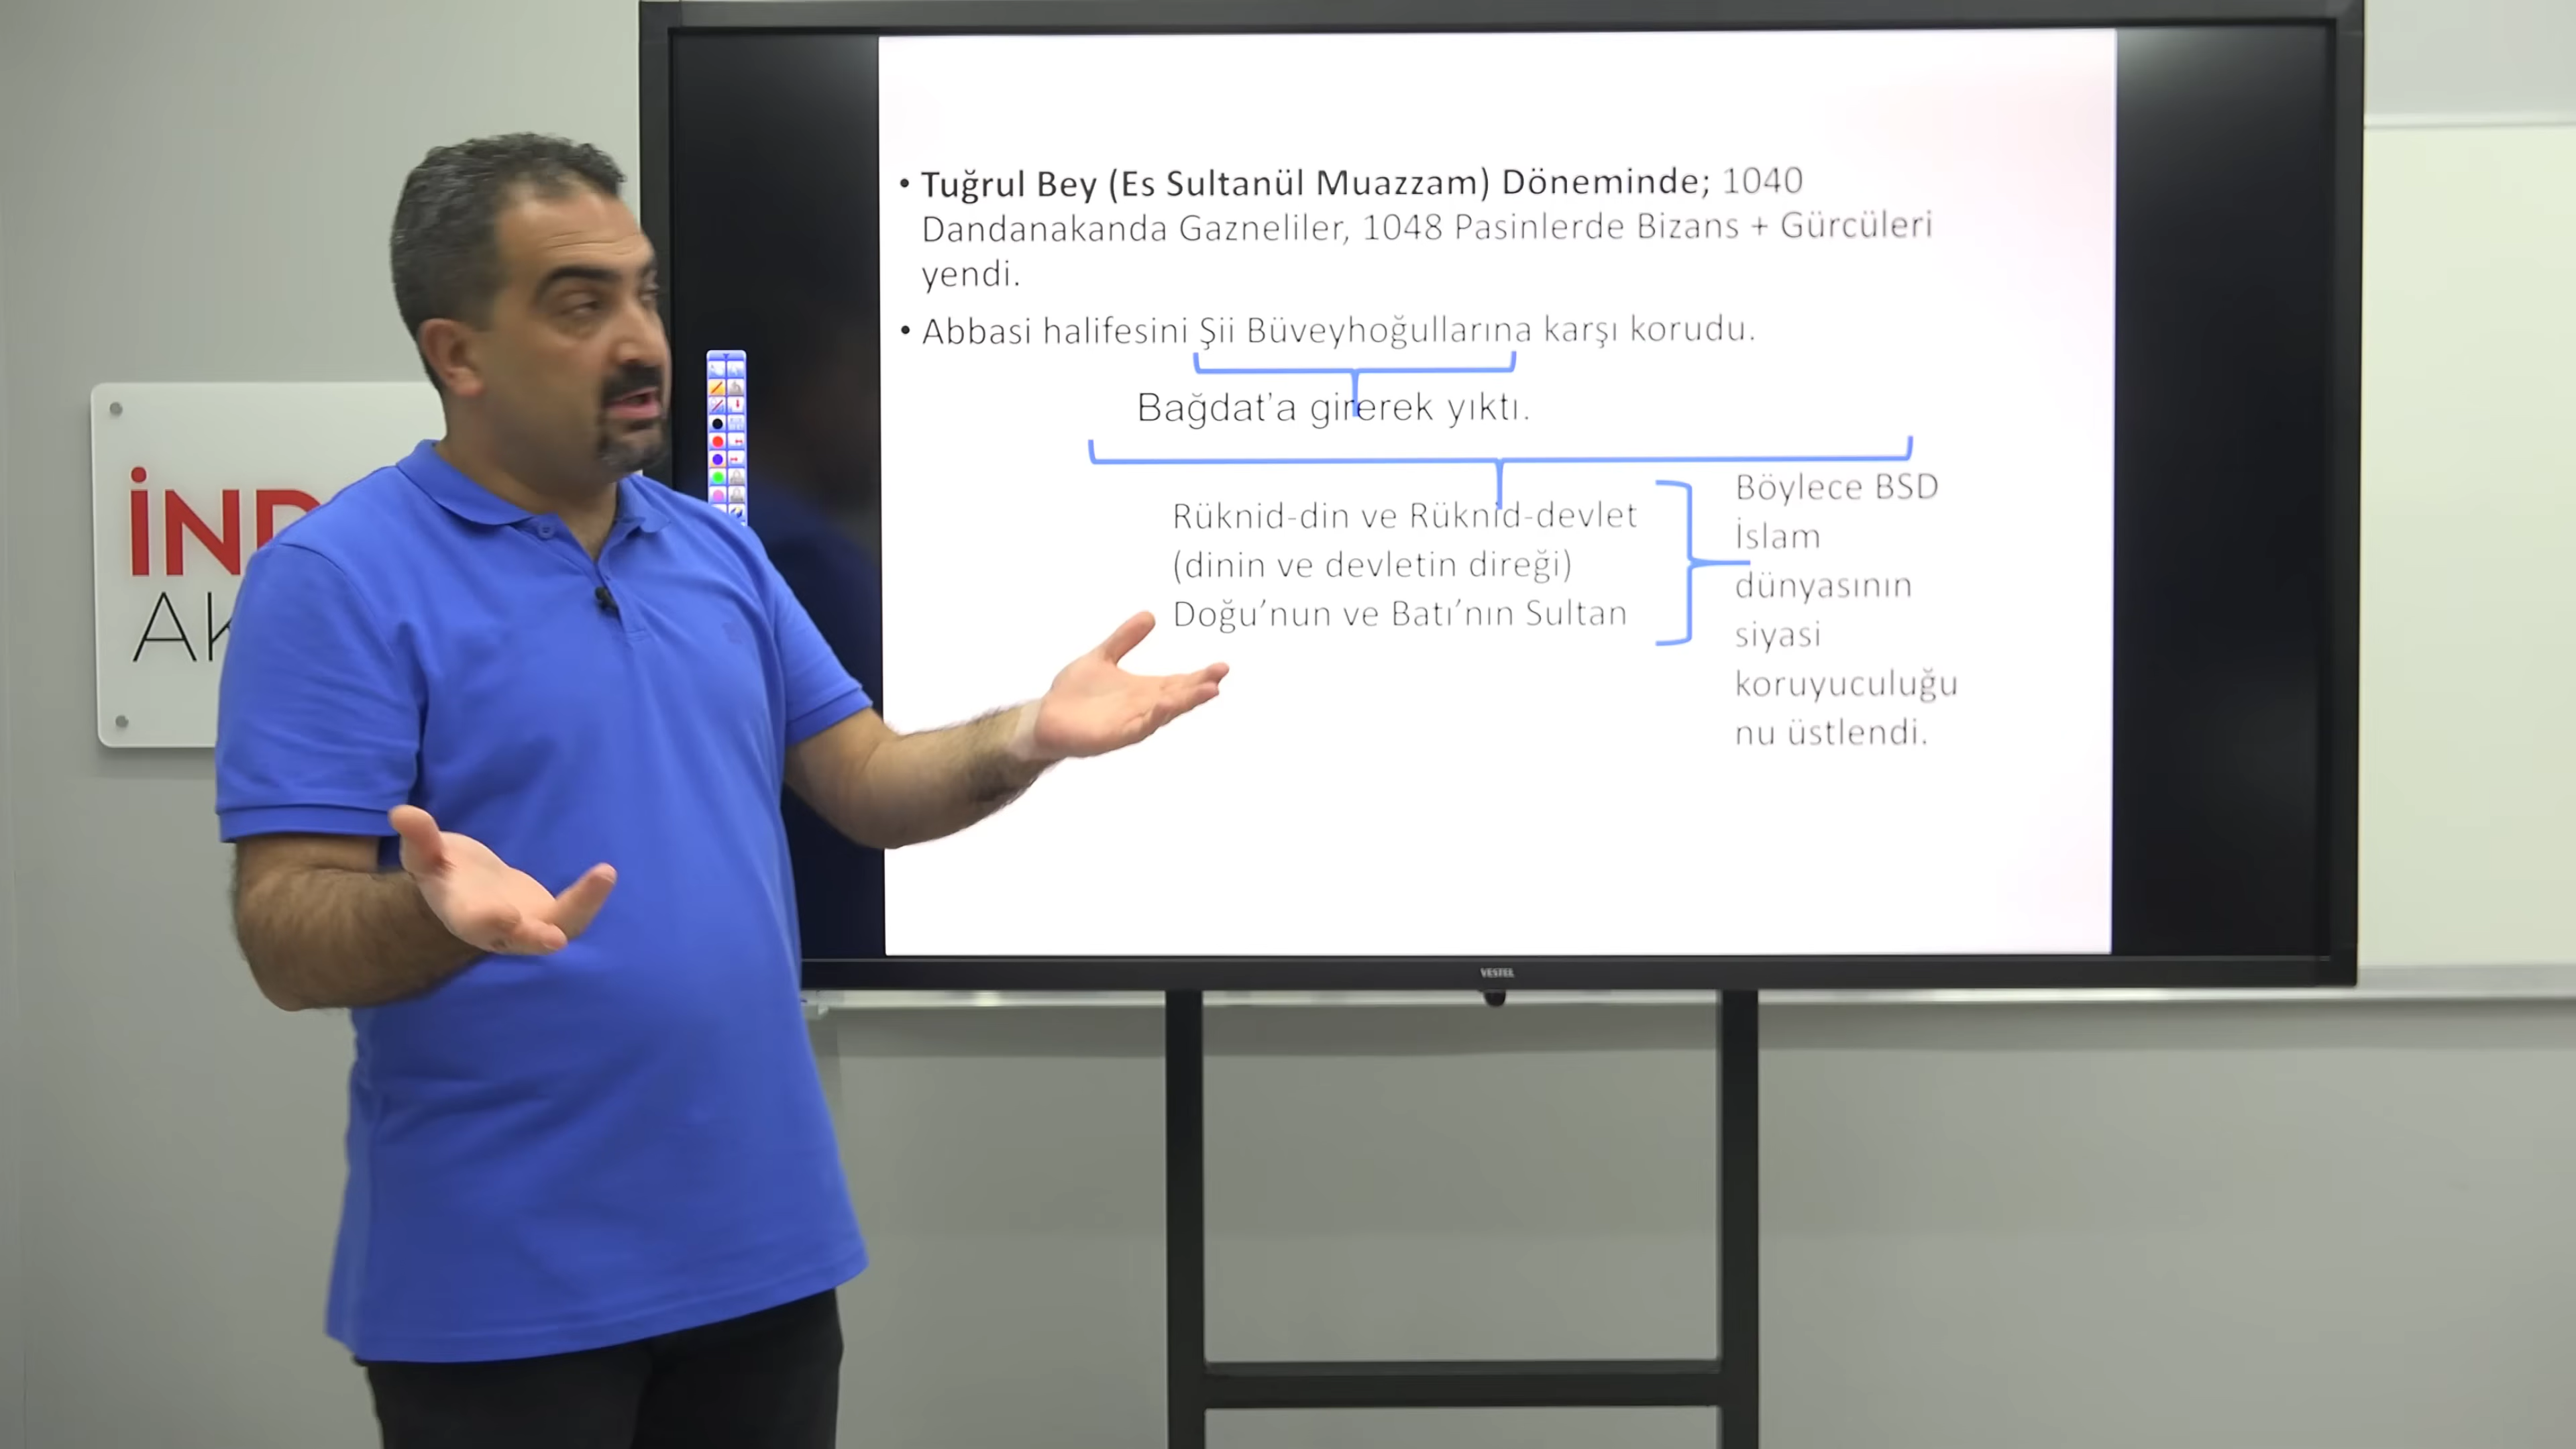 • Tuğrul Bey (Es Sultanül Muazzam) Döneminde; 1040
Dandanakanda Gazneliler, 1048 Pasinlerde Bizans + Gürcüleri
yendi.
• Abbasi halifesini Şii Büveyhoğullarına karşı korudu.
Bağdat'a girerek yıktı.
Rüknid-din ve Rüknid-devlet
(dinin ve devletin direği)
Doğu'nun ve Batı'nın Sultan
Böylece BSD
İslam
dünyasının
siyasi
koruyuculuğu
nu üstlendi.
VESTEL